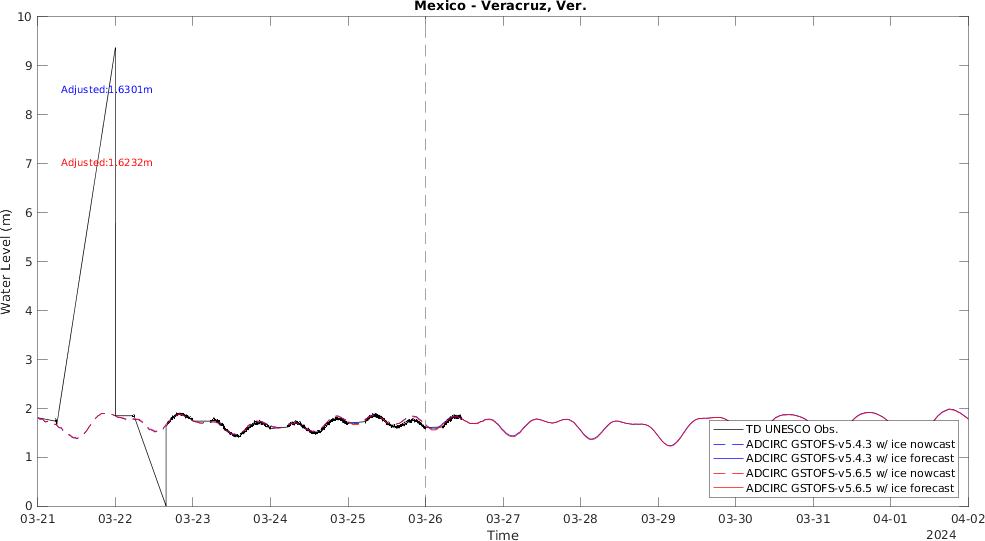 Mexico - Veracruz, Ver.
10
9
8
7
6
5
4
3
2
1
0
Water Level (m)
Adjusted:1.6301m
Adjusted:1.6232m
TD UNESCO Obs.
ADCIRC GSTOFS-v5.4.3 w/ ice nowcast
ADCIRC GSTOFS-v5.4.3 w/ ice forecast
ADCIRC GSTOFS-v5.6.5 w/ ice nowcast
ADCIRC GSTOFS-v5.6.5 w/ ice forecast
03-21 03-22 03-23 03-24 03-25 03-26 03-27 03-28 03-29 03-30 03-31 04-01 04-02
Time
2024